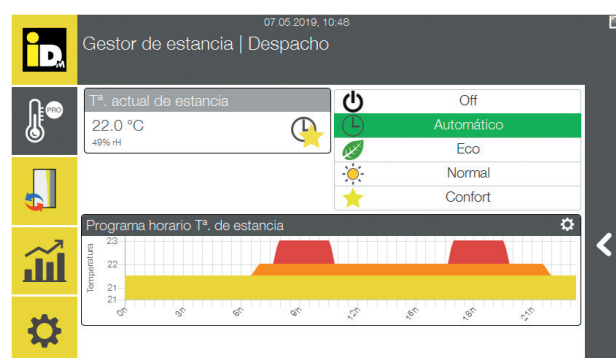 07.05.2019, 10:48
iDM
Gestor de estancia | Despacho
PRO
Tª. actual de estancia
22.0 °C
49% rH
Off
Automático
Eco
Normal
Confort
Programa horario Tª. de estancia
Temperatura
23
22
21
21
0h
3h
6h
9h
12h
15h
18h
21h